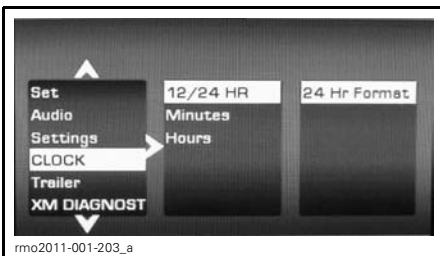 Set
Audio
Settings
CLOCK
Trailer
XM DIAGNOST
12/24 HR
Minutes
Hours
24 Hr Format
rmo2011-001-203_a